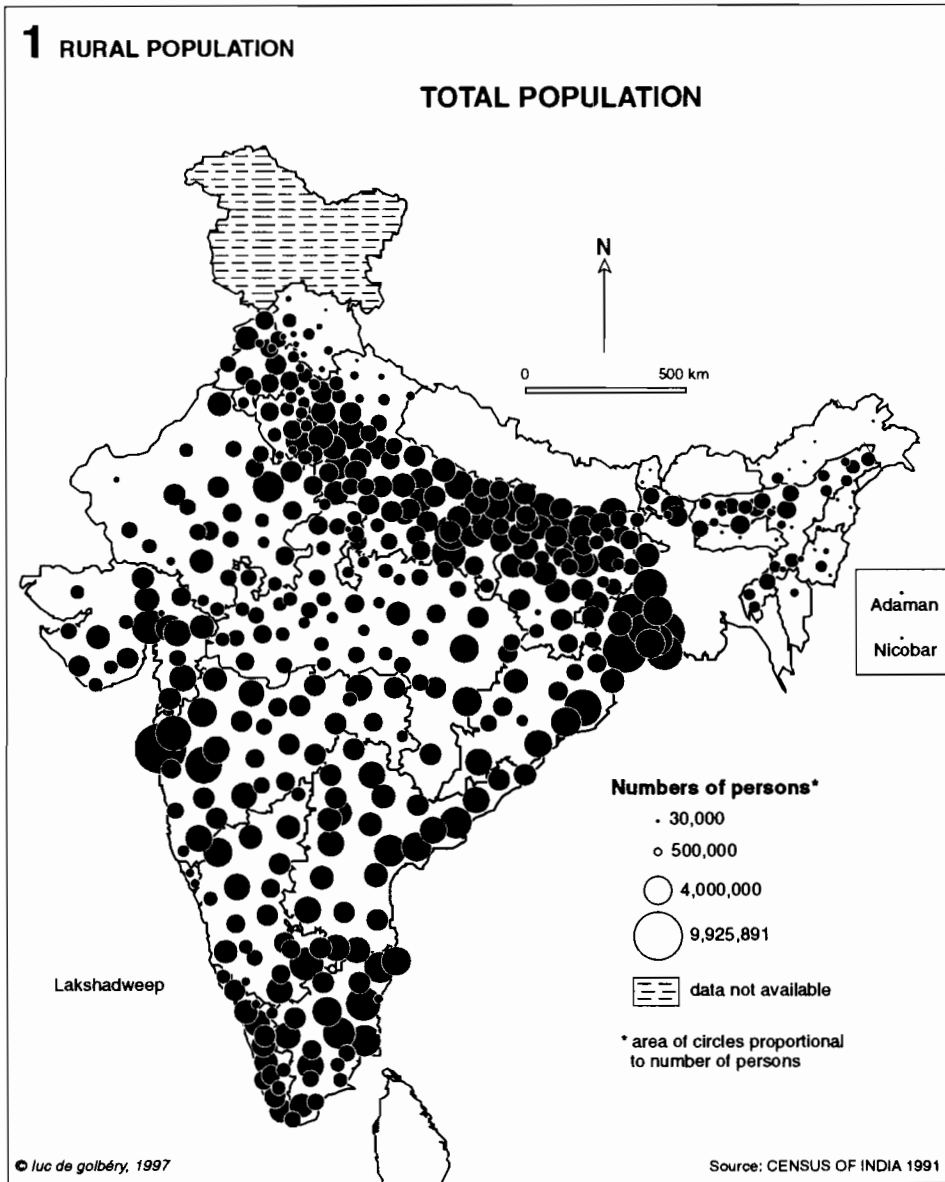 1 RURAL POPULATION
TOTAL POPULATION
N
0 500 km
Adaman
Nicobar
Numbers of persons*
30,000
500,000
4,000,000
9,925,891
data not available
* area of circles proportional
to number of persons
Lakshadweep
© luc de golbéry, 1997
Source: CENSUS OF INDIA 1991